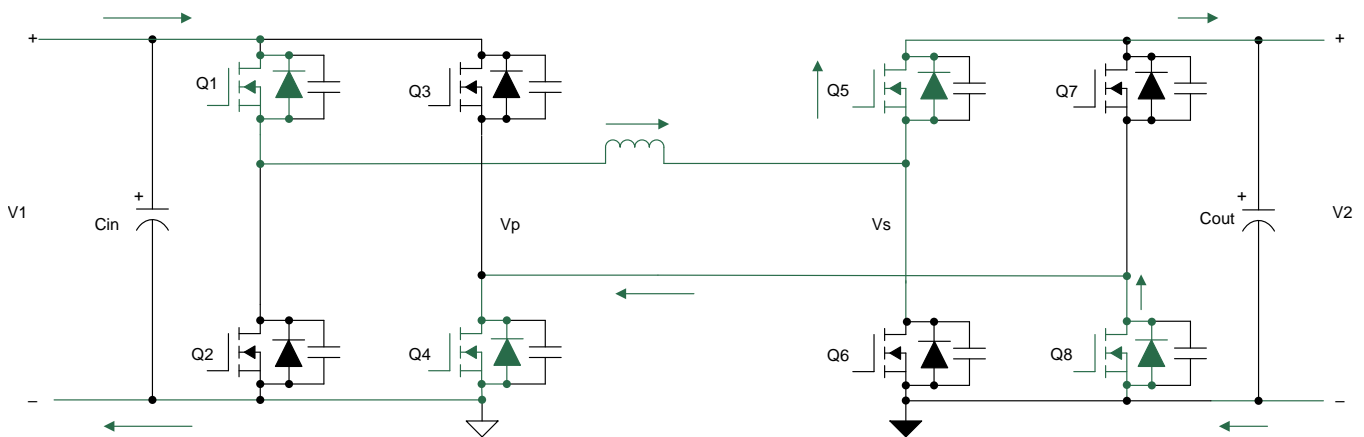 +
+
Q1
Q3
Q5
Q7
+
+
V1
Cin
Vp
Vs
Cout
V2
Q2
Q4
Q6
Q8
–
–